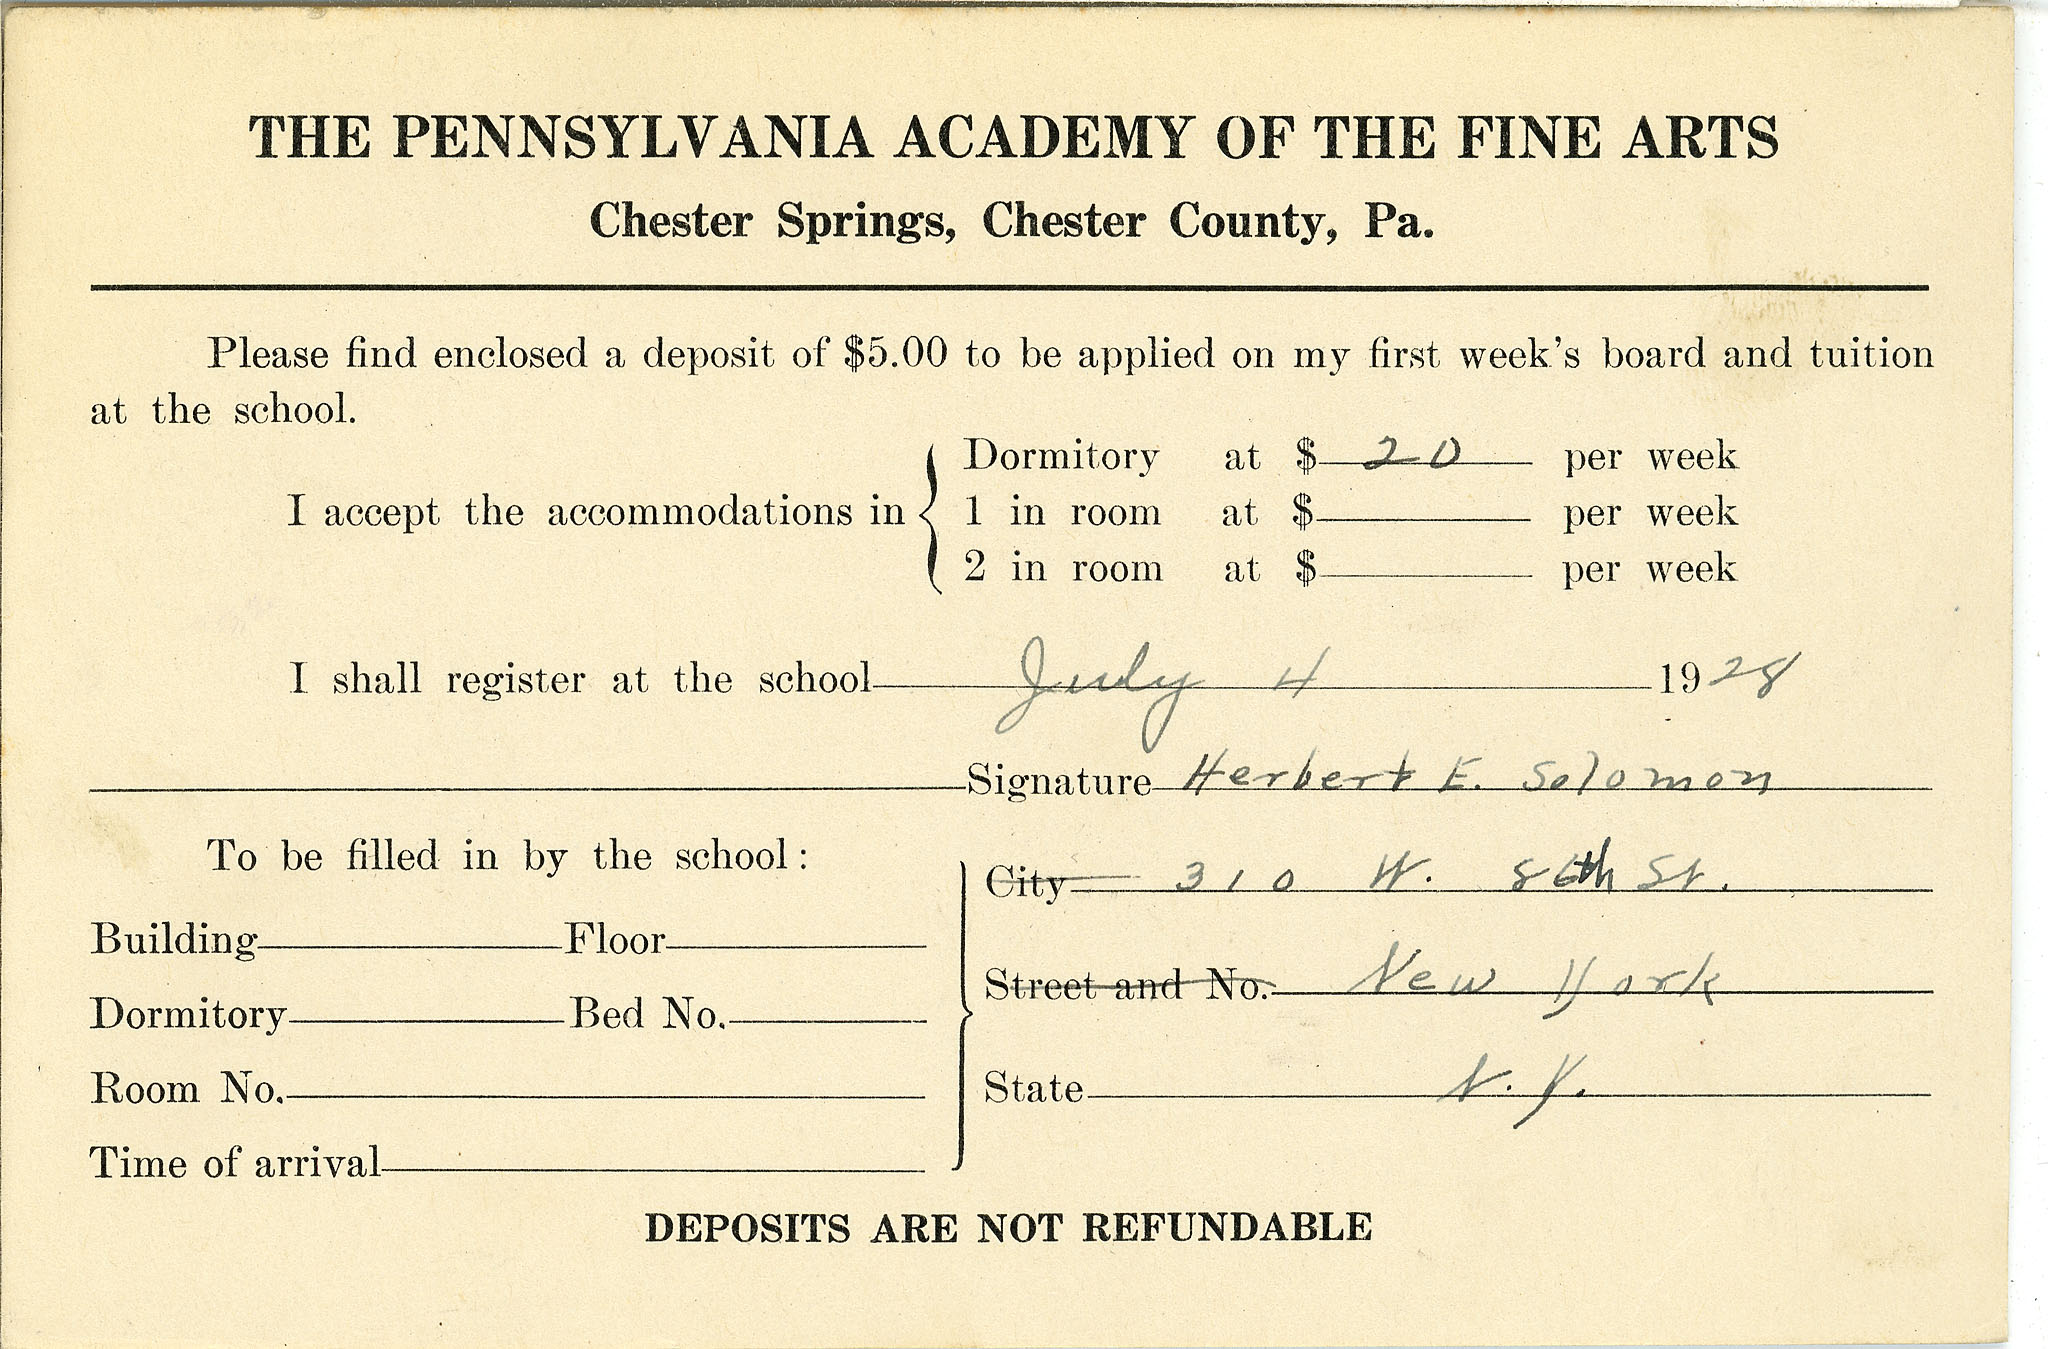 THE PENNSYLVANIA ACADEMY OF THE FINE ARTS
Chester Springs, Chester County, Pa.
Please find enclosed a deposit of $5.00 to be applied on my first week's board and tuition
at the school.
Dormitory at $ 20 per week
I accept the accommodations in 1 in room at $ per week
2 in room at $ per week
I shall register at the school July 4 1928
Signature Herbert E. Solomon
To be filled in by the school:
City 310 W. 86th St.
Building Floor
Street and No. New York
Dormitory Bed No.
Room No.
State N.Y.
Time of arrival
DEPOSITS ARE NOT REFUNDABLE